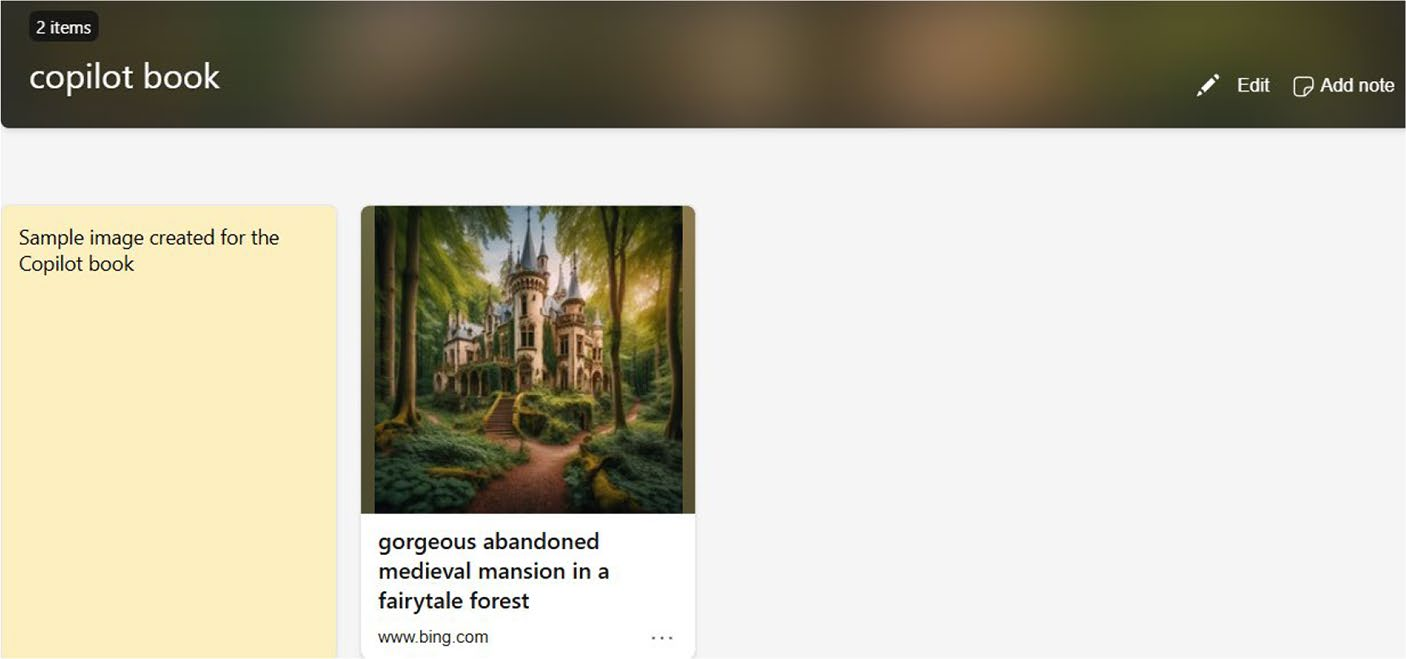 2 items
copilot book
Edit
Add note
Sample image created for the
Copilot book
gorgeous abandoned
medieval mansion in a
fairytale forest
www.bing.com